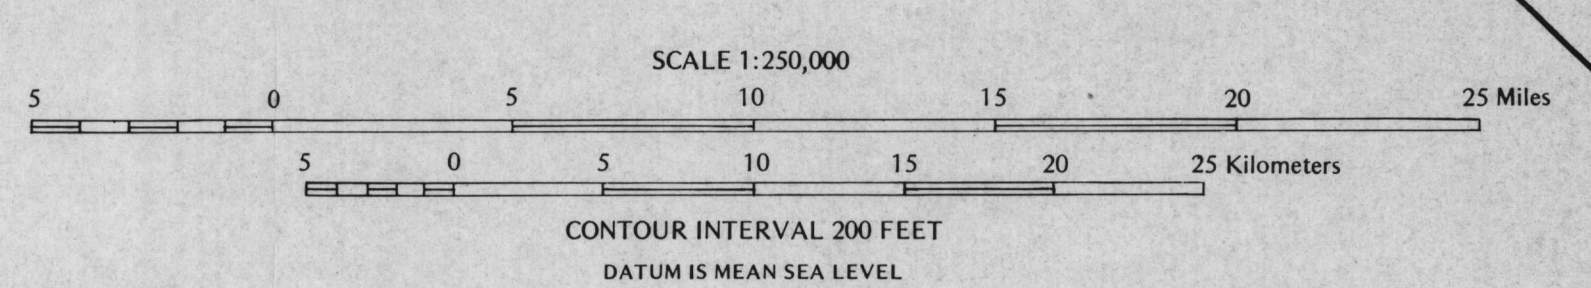 SCALE 1:250,000
5 0 5 10 15 20 25 Miles
5 0 5 10 15 20 25 Kilometers
CONTOUR INTERVAL 200 FEET
DATUM IS MEAN SEA LEVEL